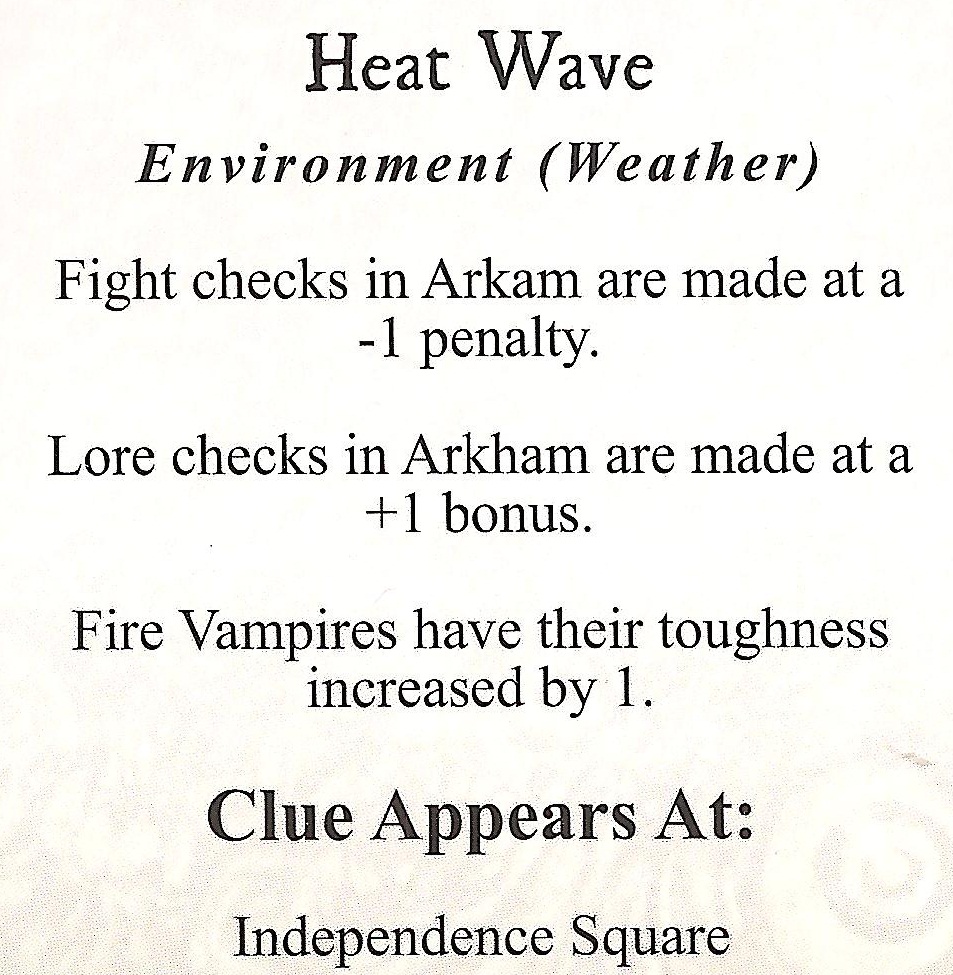 Heat Wave
Environment (Weather)
Fight checks in Arkam are made at a
-1 penalty.
Lore checks in Arkham are made at a
+1 bonus.
Fire Vampires have their toughness
increased by 1.
Clue Appears At:
Independence Square